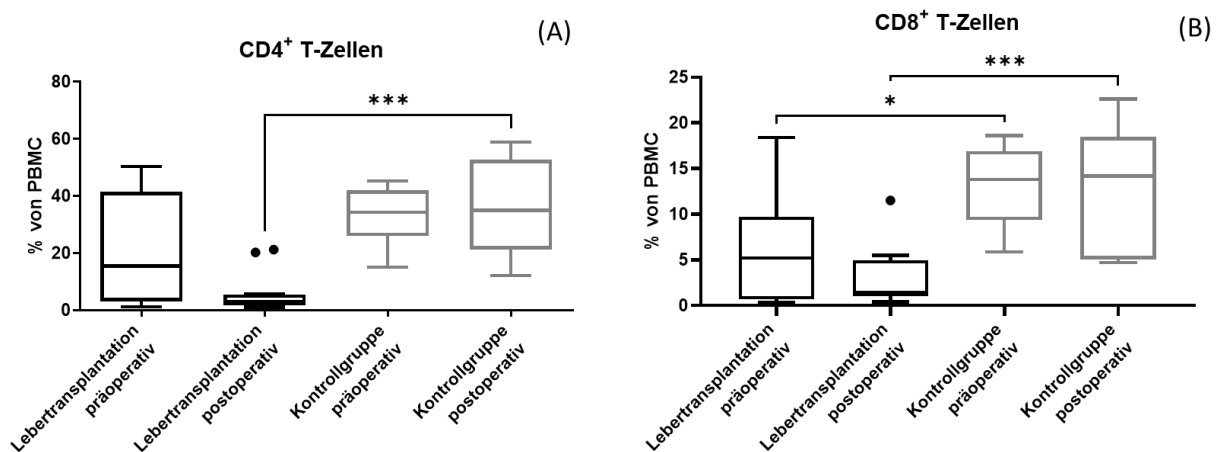 (A)
CD4+ T-Zellen
% von PBMC
80
60
40
20
0
***
Lebertransplantation
präoperativ
Lebertransplantation
postoperativ
Kontrollgruppe
präoperativ
Kontrollgruppe
postoperativ
(B)
CD8+ T-Zellen
% von PBMC
25
20
15
10
5
0
***
*
Lebertransplantation
präoperativ
Lebertransplantation
postoperativ
Kontrollgruppe
präoperativ
Kontrollgruppe
postoperativ